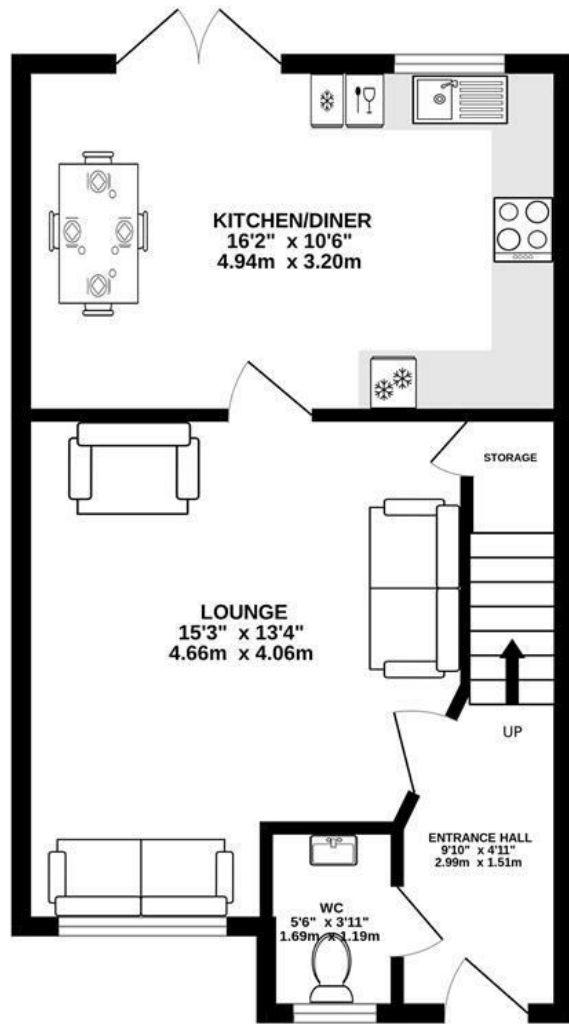 KITCHEN/DINER
16'2" x 10'6"
4.94m x 3.20m
STORAGE
LOUNGE
15'3" x 13'4"
4.66m x 4.06m
UP
ENTRANCE HALL
9'10" x 4'11"
2.99m x 1.51m
WC
5'6" x 3'11"
1.69m x 1.19m